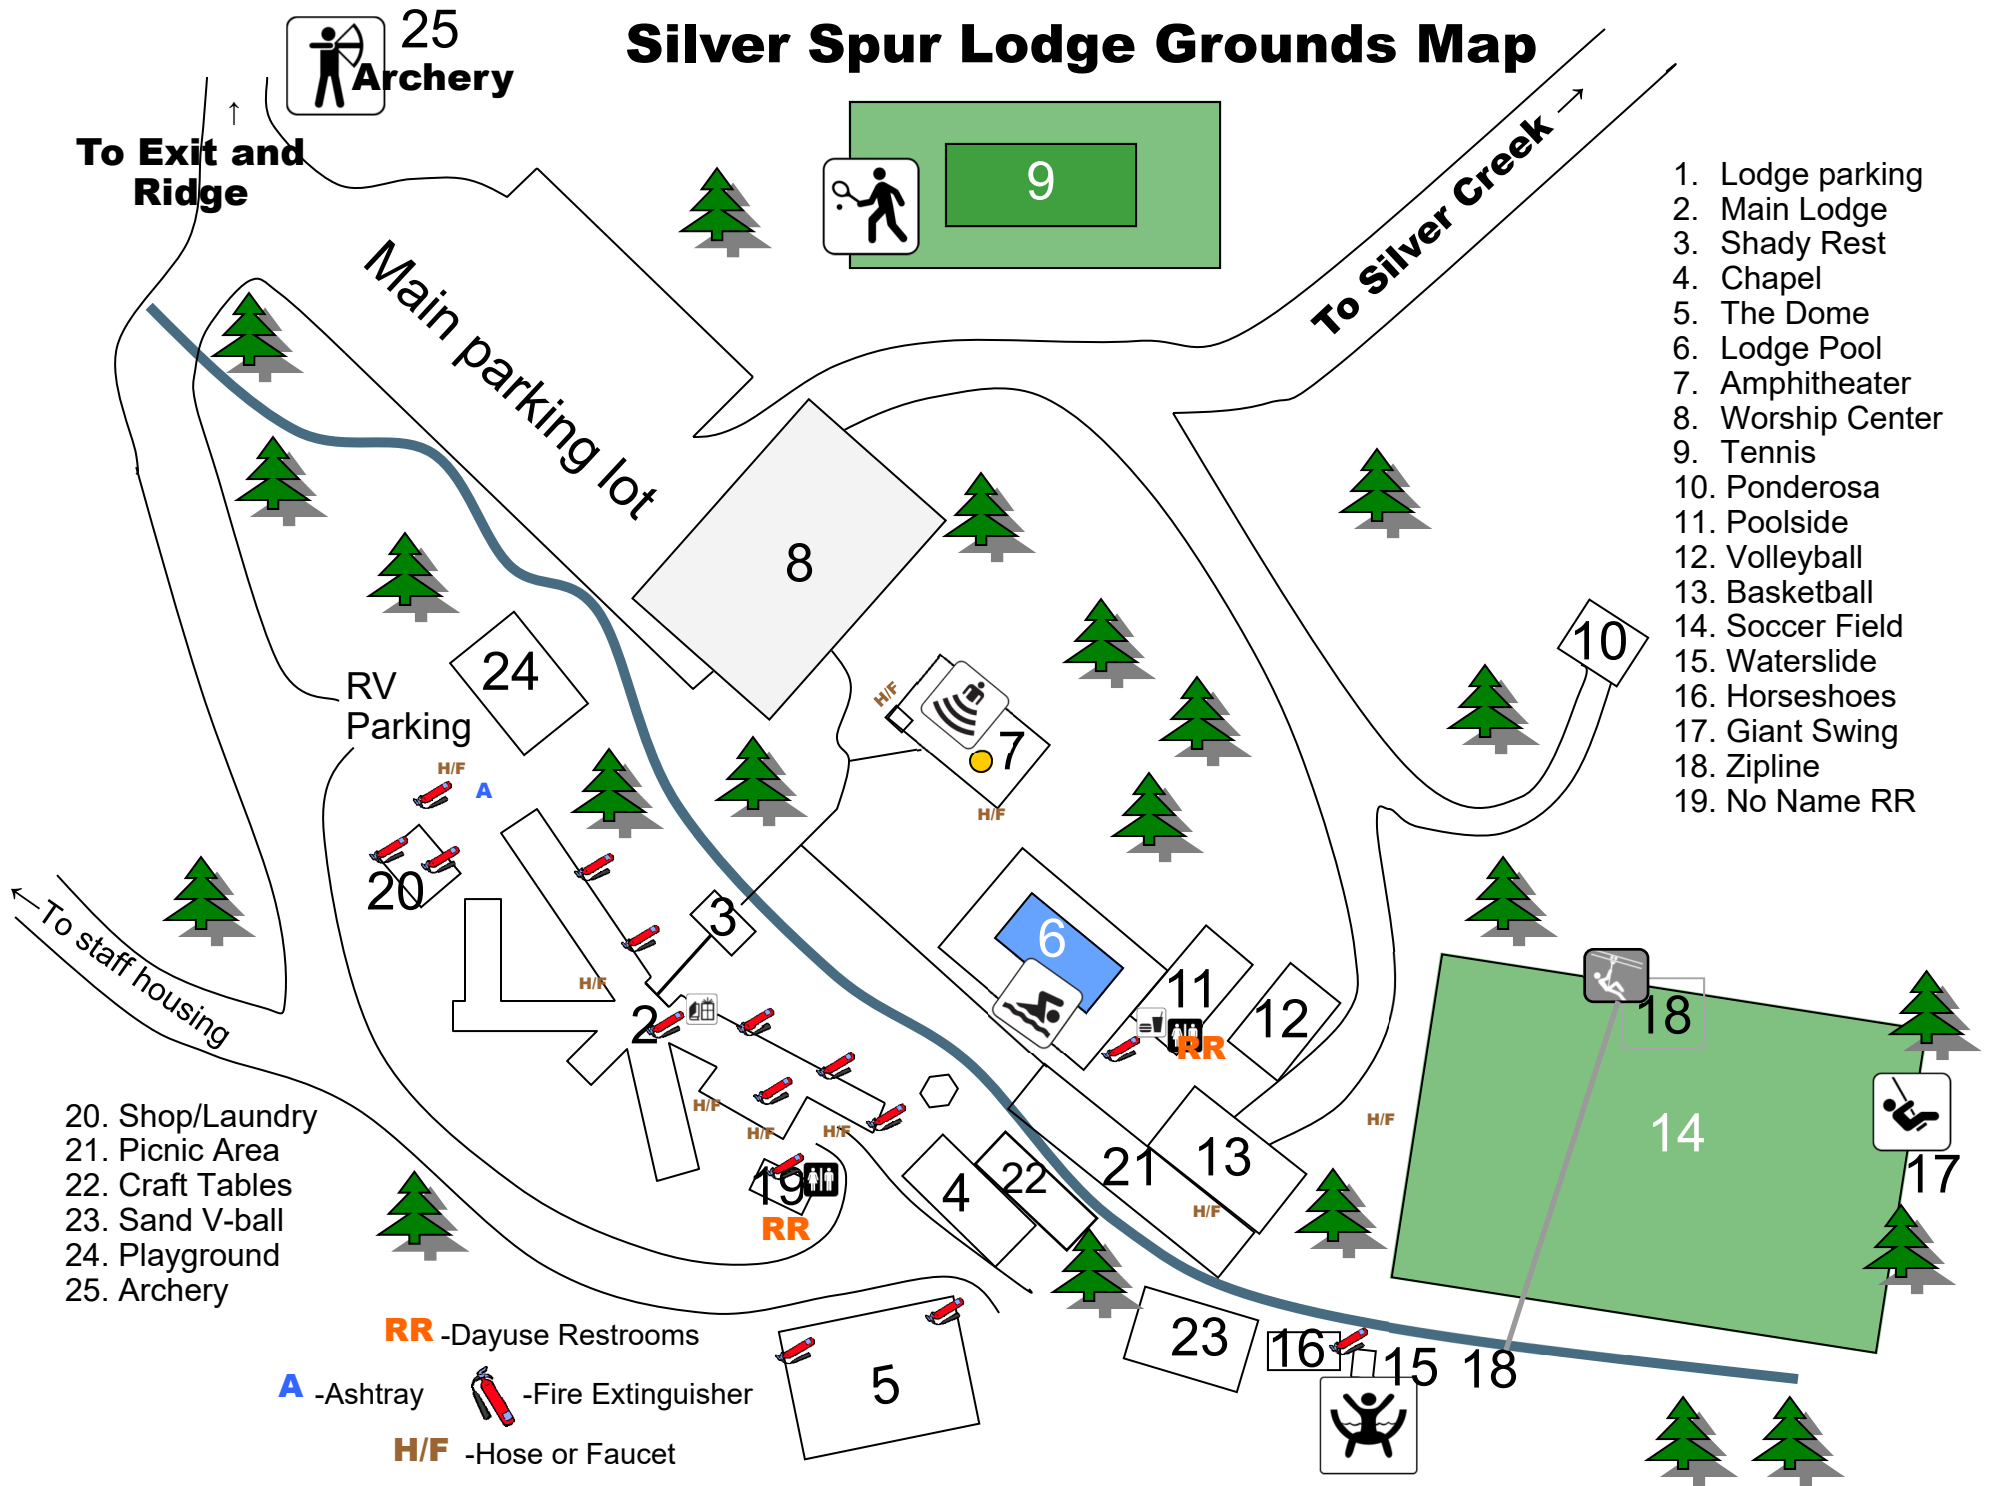 Silver Spur Lodge Grounds Map
25
Archery
↑
To Exit and
Ridge
To Silver Creek →
9
Main parking lot
8
1. Lodge parking
2. Main Lodge
3. Shady Rest
4. Chapel
5. The Dome
6. Lodge Pool
7. Amphitheater
8. Worship Center
9. Tennis
10. Ponderosa
11. Poolside
12. Volleyball
13. Basketball
14. Soccer Field
15. Waterslide
16. Horseshoes
17. Giant Swing
18. Zipline
19. No Name RR
10
24
RV
Parking
H/F
A
H/F
7
H/F
20
3
6
11
12
RR
←To staff housing
H/F
2
18
14
17
H/F
H/F
H/F
H/F
19
RR
4
22
21
13
H/F
20. Shop/Laundry
21. Picnic Area
22. Craft Tables
23. Sand V-ball
24. Playground
25. Archery
23
16
15
18
5
RR -Dayuse Restrooms
A -Ashtray
-Fire Extinguisher
H/F -Hose or Faucet